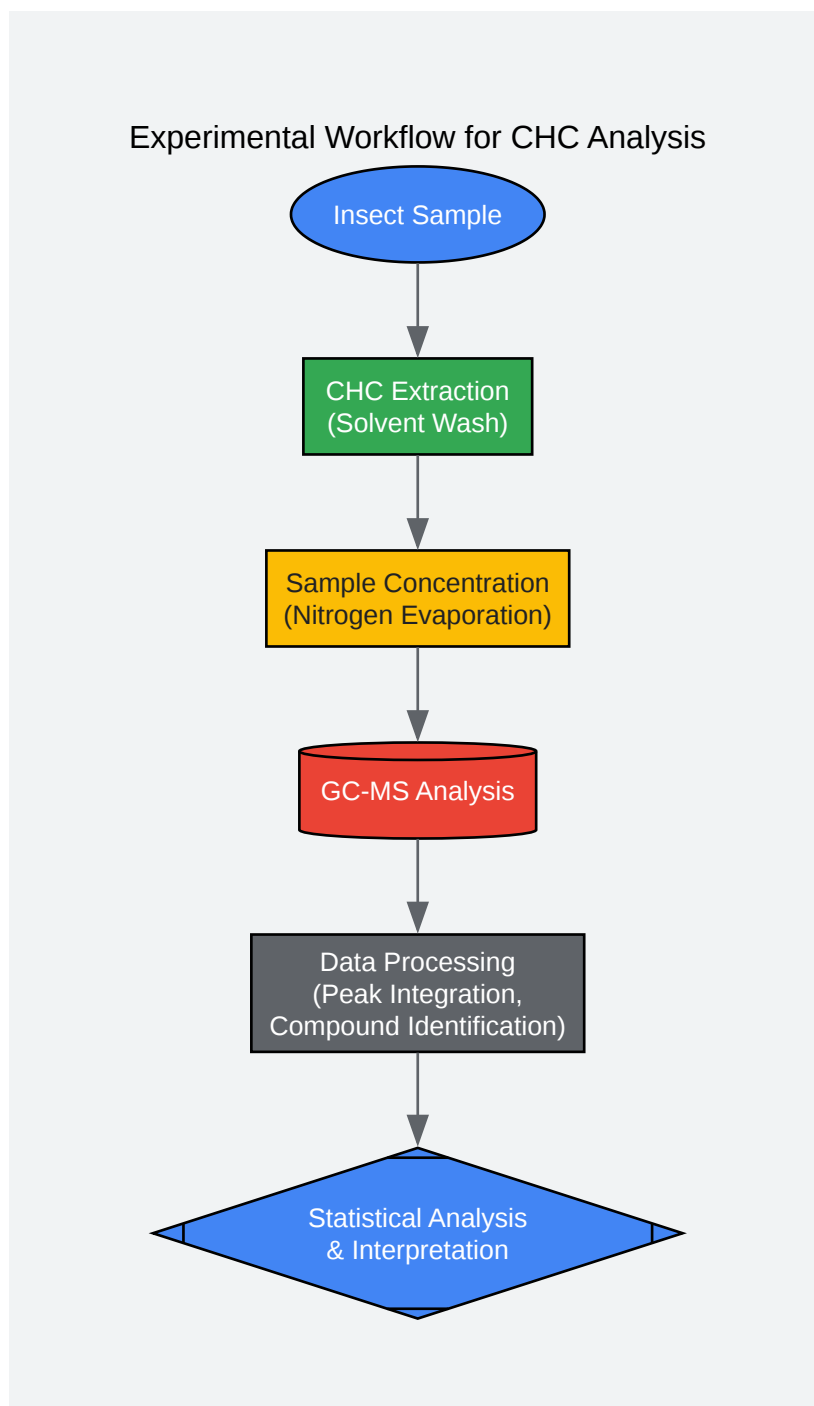 Experimental Workflow for CHC Analysis
Insect Sample
CHC Extraction
(Solvent Wash)
Sample Concentration
(Nitrogen Evaporation)
GC-MS Analysis
Data Processing
(Peak Integration,
Compound Identification)
Statistical Analysis
& Interpretation